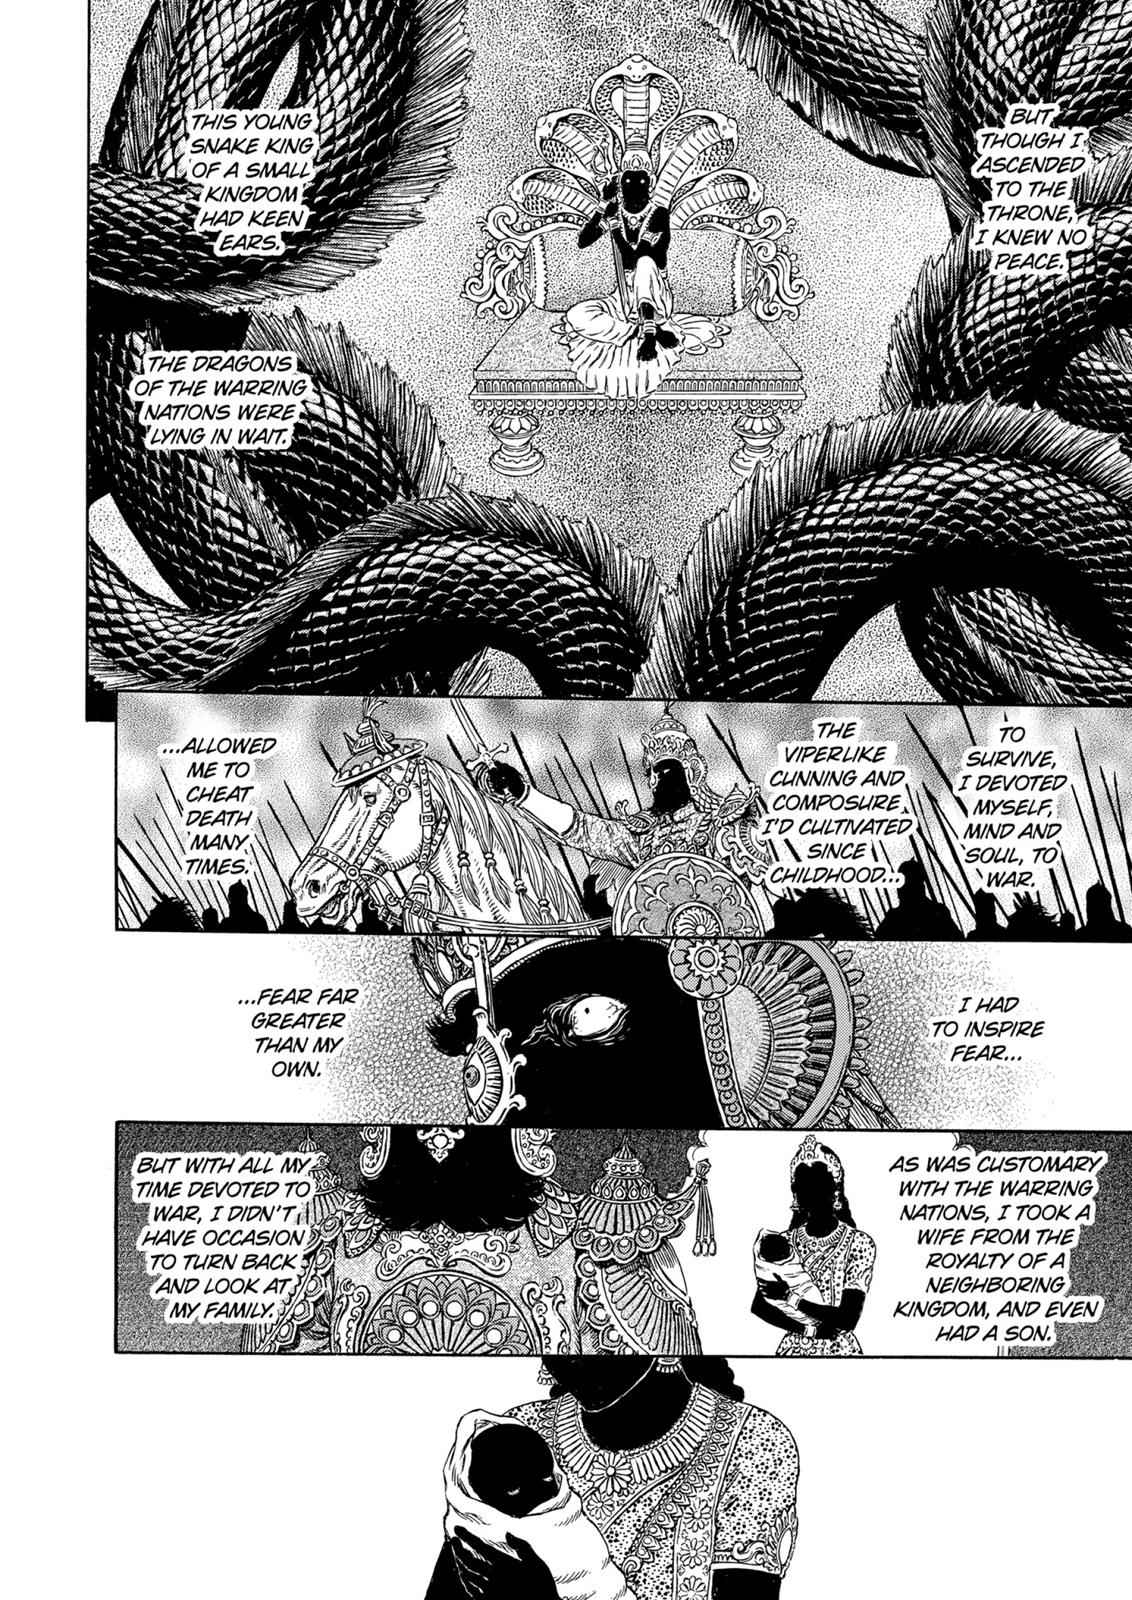 BUT
THOUGH I
ASCENDED
TO THE
THRONE,
I KNEW NO
PEACE.
THIS YOUNG
SNAKE KING
OF A SMALL
KINGDOM
HAD KEEN
EARS.
THE DRAGONS
OF THE WARRING
NATIONS WERE
LYING IN WAIT.
TO
SURVIVE,
I DEVOTED
MYSELF,
MIND AND
SOUL, TO
WAR.
THE
VIPERLIKE
CUNNING AND
COMPOSURE
I'D CULTIVATED
SINCE
CHILDHOOD...
...ALLOWED
ME TO
CHEAT
DEATH
MANY
TIMES.
I HAD
TO INSPIRE
FEAR...
...FEAR FAR
GREATER
THAN MY
OWN.
AS WAS CUSTOMARY
WITH THE WARRING
NATIONS, I TOOK A
WIFE FROM THE
ROYALTY OF A
NEIGHBORING
KINGDOM, AND EVEN
HAD A SON.
BUT WITH ALL MY
TIME DEVOTED TO
WAR, I DIDN'T
HAVE OCCASION
TO TURN BACK
AND LOOK AT
MY FAMILY.